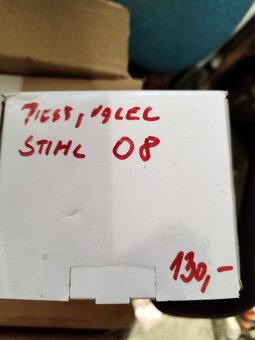 PIEST, VALEC
STIHL 08
130,-